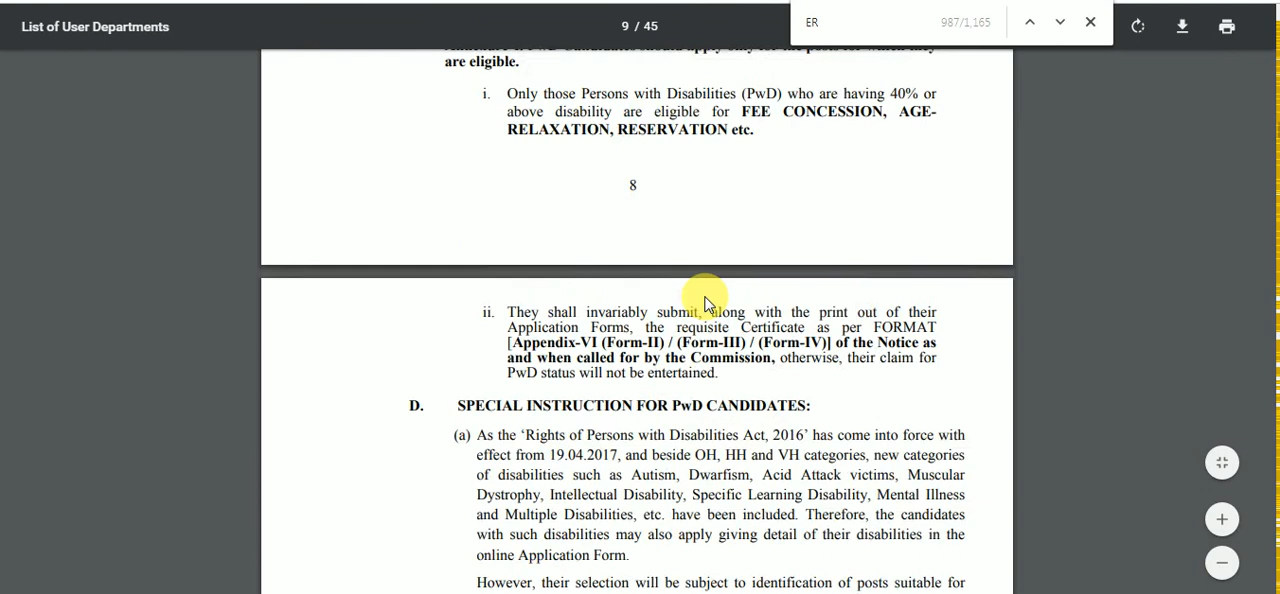 List of User Departments
9 / 45
ER
987/1,165
are eligible.
i. Only those Persons with Disabilities (PwD) who are having 40% or
above disability are eligible for FEE CONCESSION, AGE-
RELAXATION, RESERVATION etc.
8
ii. They shall invariably submit, along with the print out of their
Application Forms, the requisite Certificate as per FORMAT
[Appendix-VI (Form-II) / (Form-III) / (Form-IV)] of the Notice as
and when called for by the Commission, otherwise, their claim for
PwD status will not be entertained.
D. SPECIAL INSTRUCTION FOR PwD CANDIDATES:
(a) As the ‘Rights of Persons with Disabilities Act, 2016’ has come into force with
effect from 19.04.2017, and beside OH, HH and VH categories, new categories
of disabilities such as Autism, Dwarfism, Acid Attack victims, Muscular
Dystrophy, Intellectual Disability, Specific Learning Disability, Mental Illness
and Multiple Disabilities, etc. have been included. Therefore, the candidates
with such disabilities may also apply giving detail of their disabilities in the
online Application Form.
However, their selection will be subject to identification of posts suitable for